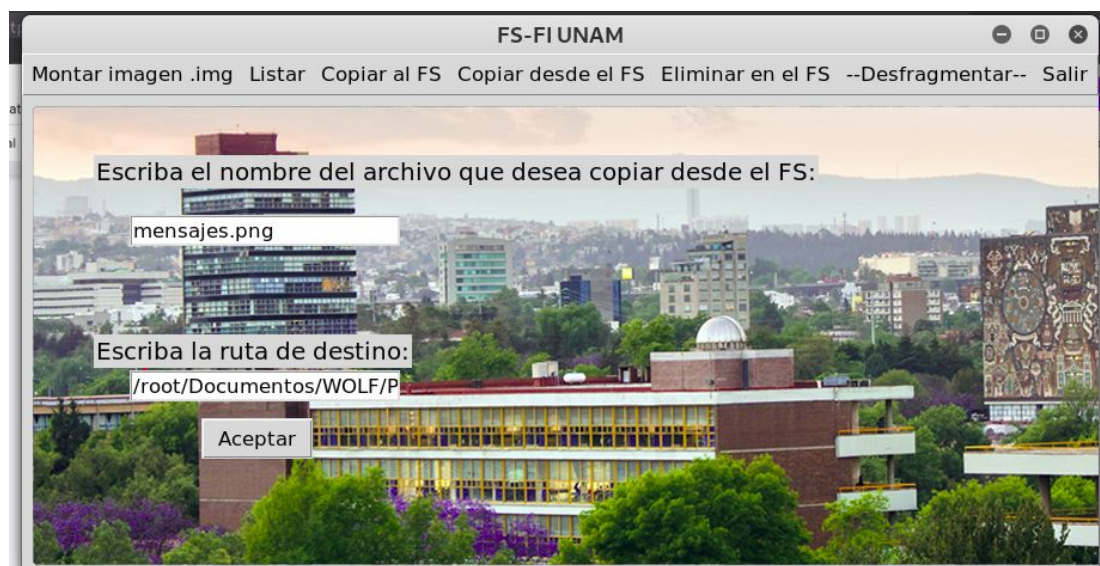 FS-FI UNAM
Montar imagen .img Listar Copiar al FS Copiar desde el FS Eliminar en el FS --Desfragmentar-- Salir
Escriba el nombre del archivo que desea copiar desde el FS:
mensajes.png
Escriba la ruta de destino:
/root/Documentos/WOLF/P
Aceptar